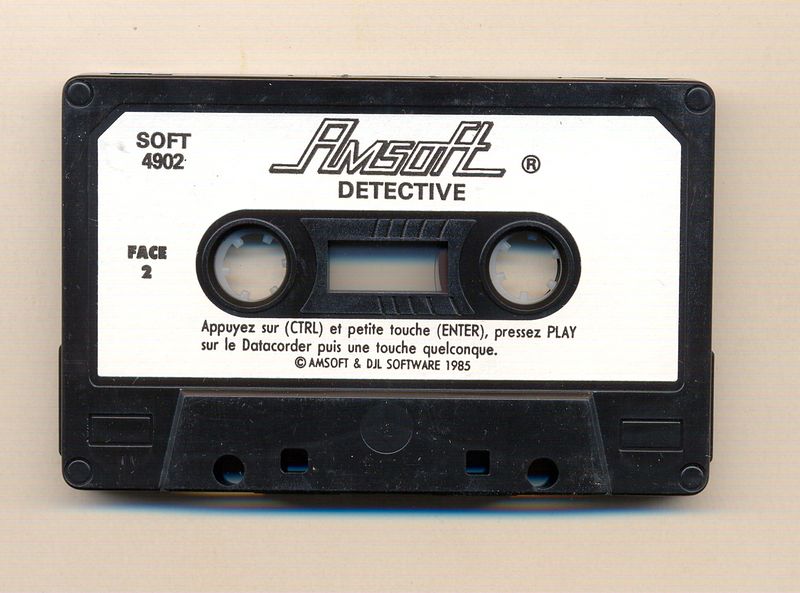 SOFT
4902
Amsoft ®
DETECTIVE
FACE
2
Appuyez sur (CTRL) et petite touche (ENTER), pressez PLAY
sur le Datacorder puis une touche quelconque.
© AMSOFT & DJL SOFTWARE 1985